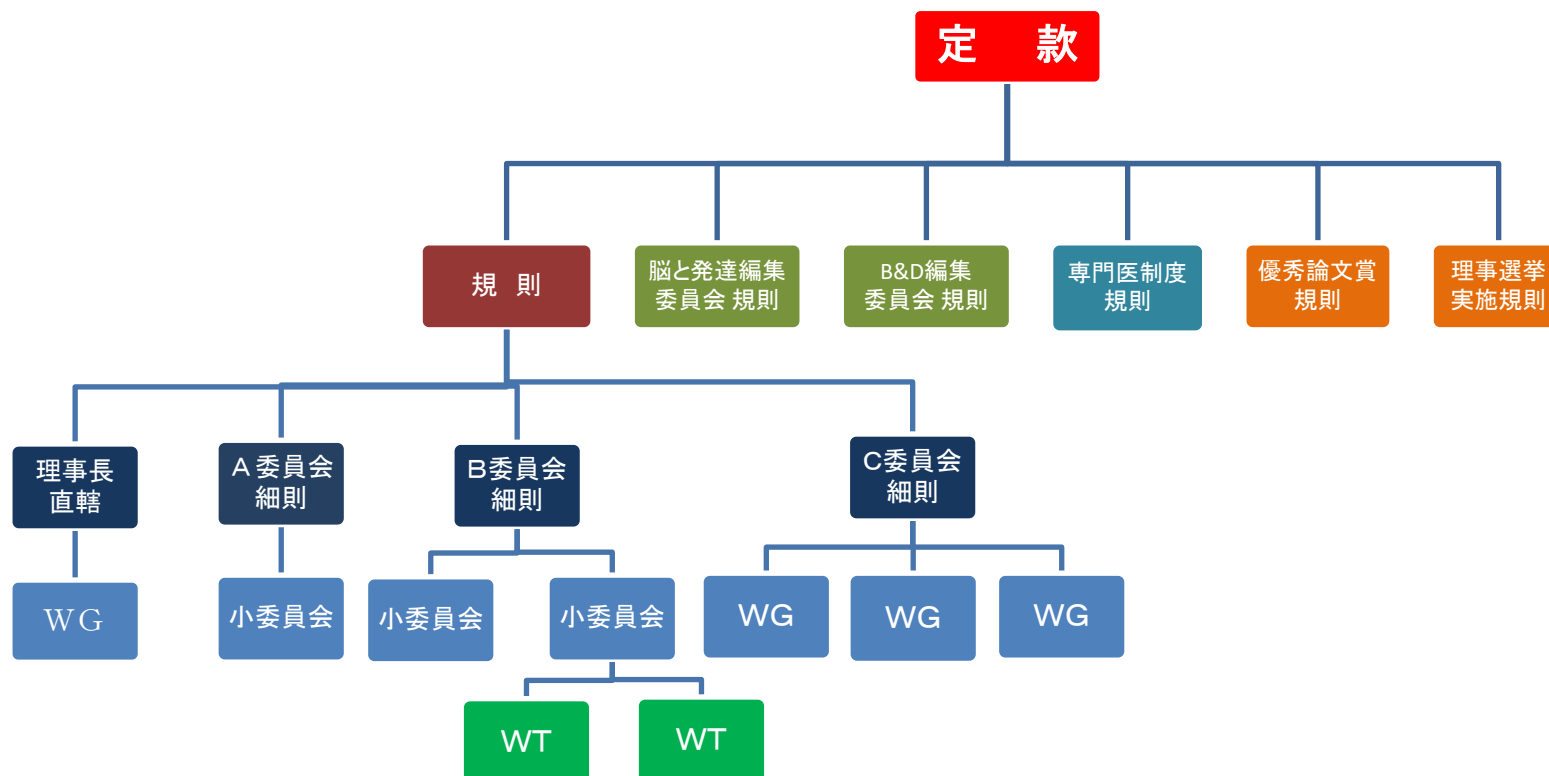 定 款
規 則
脳と発達編集
委員会 規則
B&D編集
委員会 規則
専門医制度
規則
優秀論文賞
規則
理事選挙
実施規則
理事長
直轄
Ａ委員会
細則
Ｂ委員会
細則
Ｃ委員会
細則
ＷＧ
小委員会
小委員会
小委員会
ＷＧ
ＷＧ
ＷＧ
ＷＴ
ＷＴ